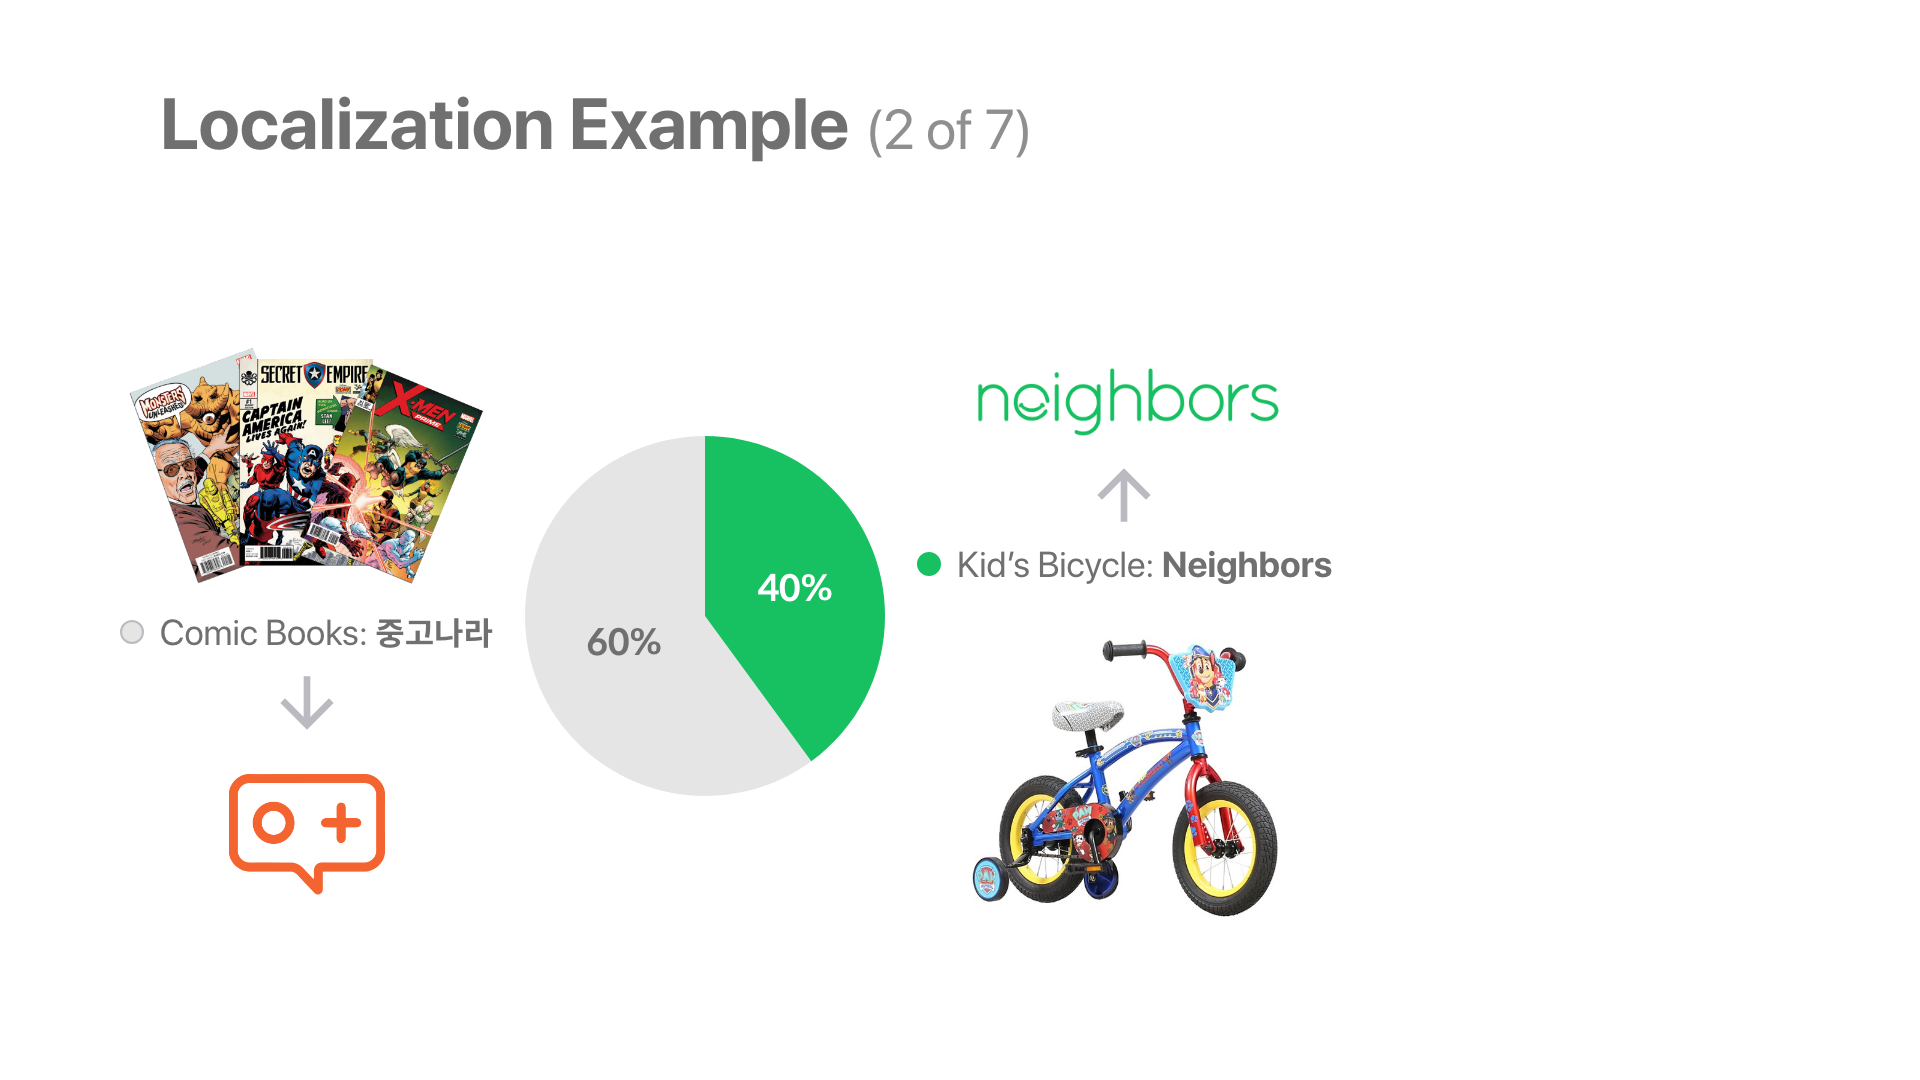 Localization Example (2 of 7)
MONSTERS
UNLEASHED!
SECRET EMPIRE
CAPTAIN
AMERICA
LIVES AGAIN!
X-MEN
PRIME
Comic Books: 중고나라
60%
40%
neighbors
Kid’s Bicycle: Neighbors